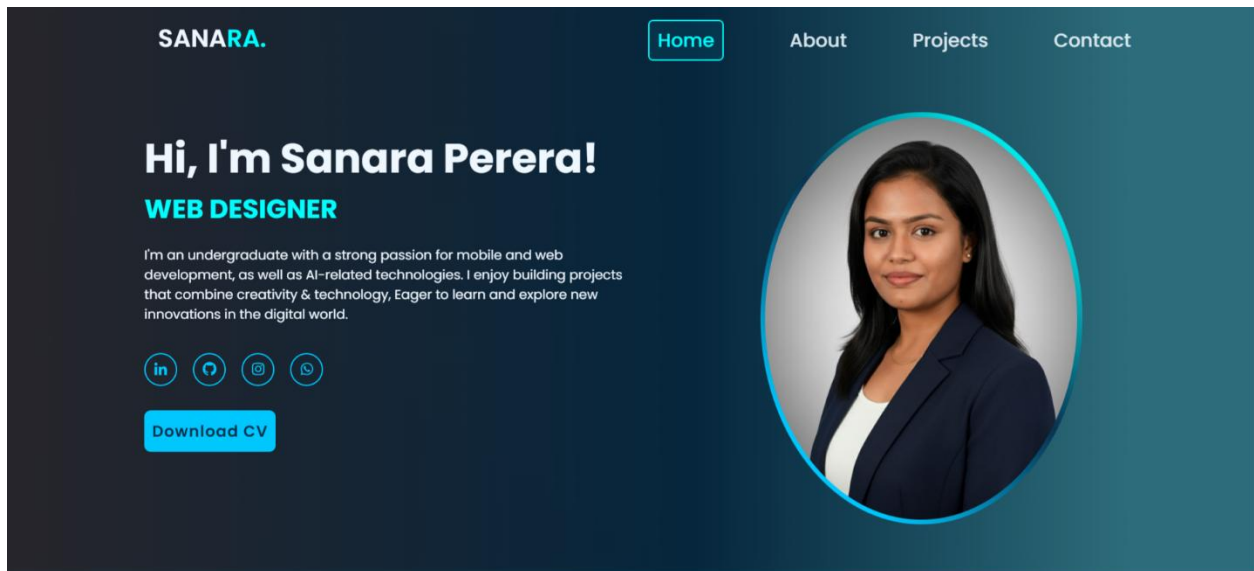 SANARA.
Home About Projects Contact
Hi, I'm Sanara Perera!
WEB DESIGNER
I'm an undergraduate with a strong passion for mobile and web
development, as well as AI-related technologies. I enjoy building projects
that combine creativity & technology, Eager to learn and explore new
innovations in the digital world.
in
Download CV